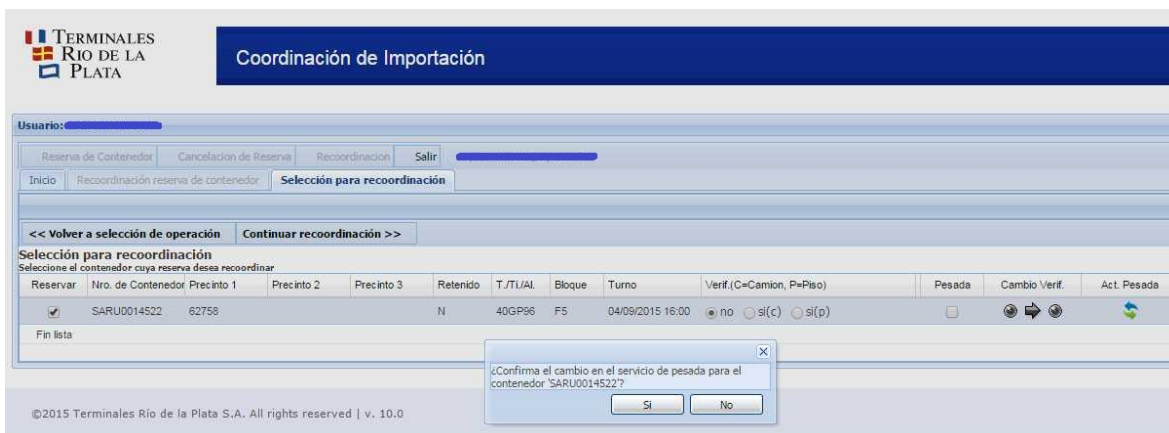 TERMINALES
RIO DE LA
PLATA
Coordinación de Importación
Usuario:
Reserva de Contenedor Cancelacion de Reserva Recoordinacion Salir
Inicio Recoordinación reserva de contenedor Selección para recoordinación
<< Volver a selección de operación Continuar recoordinación >>
Selección para recoordinación
Seleccione el contenedor cuya reserva desea recoordinar
Reservar Nro. de Contenedor Precinto 1 Precinto 2 Precinto 3 Retenido T./Ti./Al. Bloque Turno Verif.(C=Camion, P=Piso) Pesada Cambio Verif. Act. Pesada
SARU0014522 62758 N 40GP96 F5 04/09/2015 16:00 no si(c) si(p)
Fin lista
¿Confirma el cambio en el servicio de pesada para el
contenedor 'SARU0014522'?
Si No
©2015 Terminales Río de la Plata S.A. All rights reserved | v. 10.0